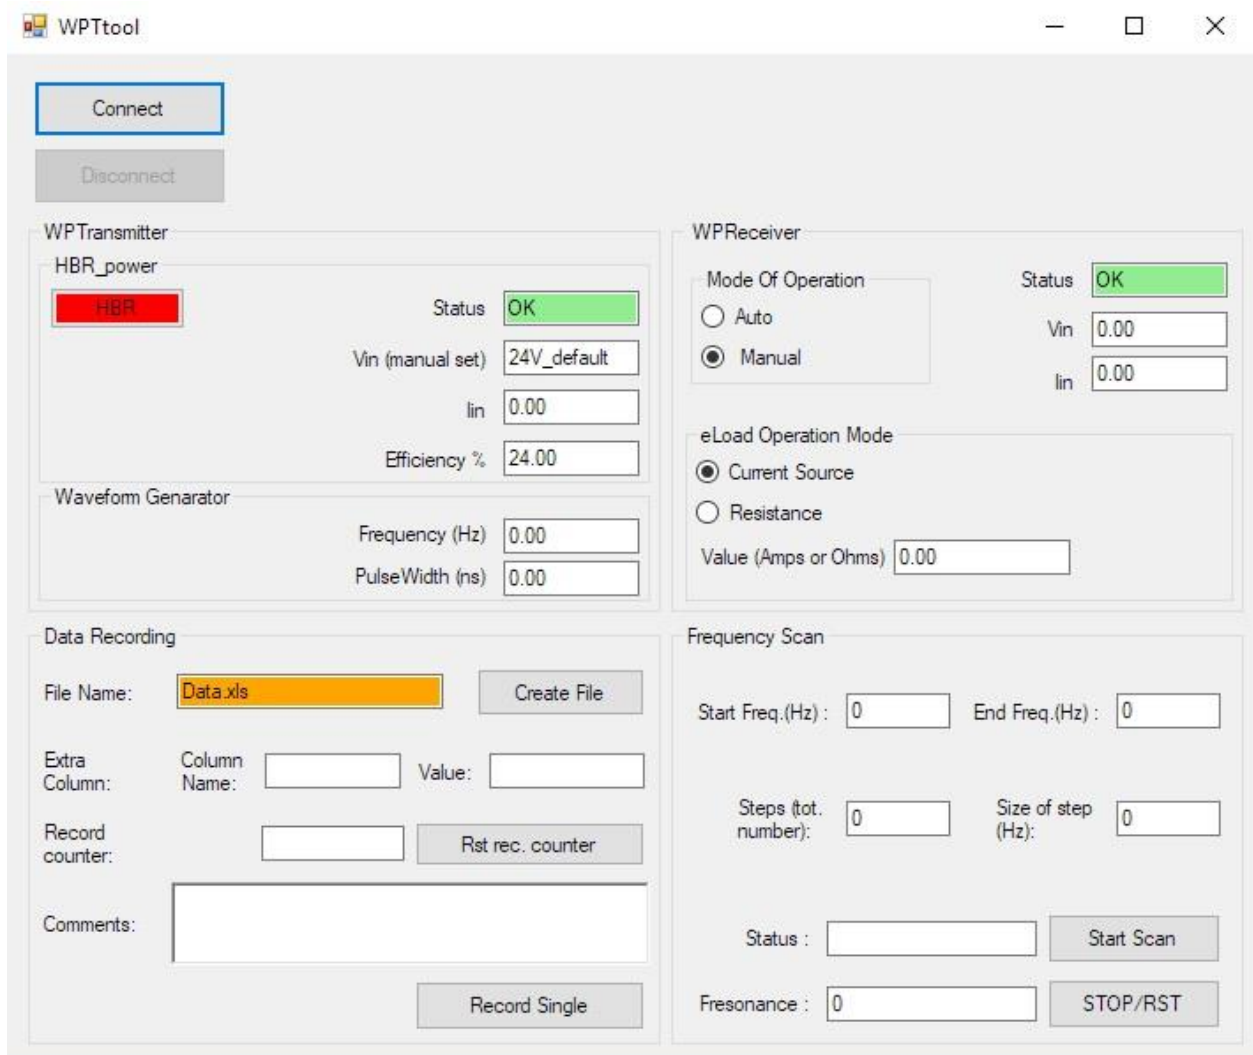 WPTtool
Connect
Disconnect
WPTransmitter
HBR_power
HBR
Status OK
Vin (manual set) 24V_default
Iin 0.00
Efficiency % 24.00
Waveform Genarator
Frequency (Hz) 0.00
PulseWidth (ns) 0.00
WPReceiver
Mode Of Operation
Auto
Manual
Status OK
Vin 0.00
Iin 0.00
eLoad Operation Mode
Current Source
Resistance
Value (Amps or Ohms) 0.00
Data Recording
File Name: Data.xls Create File
Extra
Column:
Column
Name:
Value:
Record
counter:
Rst rec. counter
Comments:
Record Single
Frequency Scan
Start Freq.(Hz) : 0 End Freq.(Hz) : 0
Steps (tot.
number): 0
Size of step
(Hz): 0
Status : Start Scan
Fresonance : 0 STOP/RST